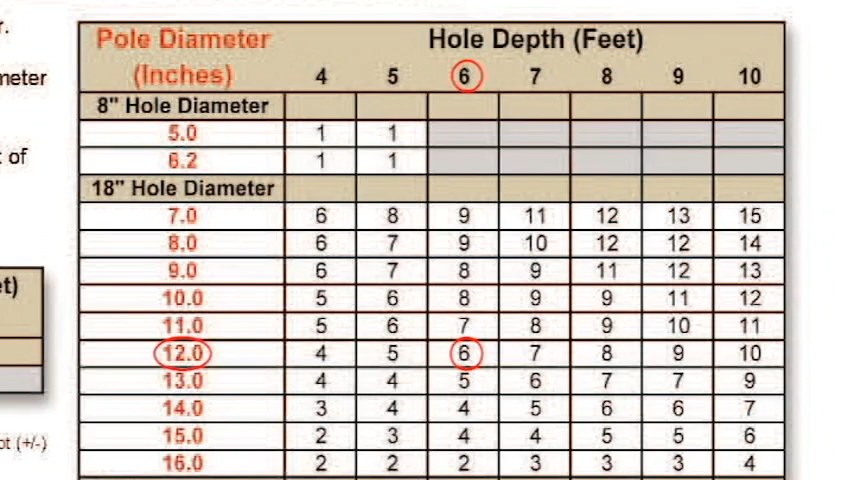 r.
meter
of
et)
ot (+/-)
Pole Diameter Hole Depth (Feet)
(Inches) 4 5 6 7 8 9 10
8" Hole Diameter
5.0 1 1
6.2 1 1
18" Hole Diameter
7.0 6 8 9 11 12 13 15
8.0 6 7 9 10 12 12 14
9.0 6 7 8 9 11 12 13
10.0 5 6 8 9 9 11 12
11.0 5 6 7 8 9 10 11
12.0 4 5 6 7 8 9 10
13.0 4 4 5 6 7 7 9
14.0 3 4 4 5 6 6 7
15.0 2 3 4 4 5 5 6
16.0 2 2 2 3 3 3 4